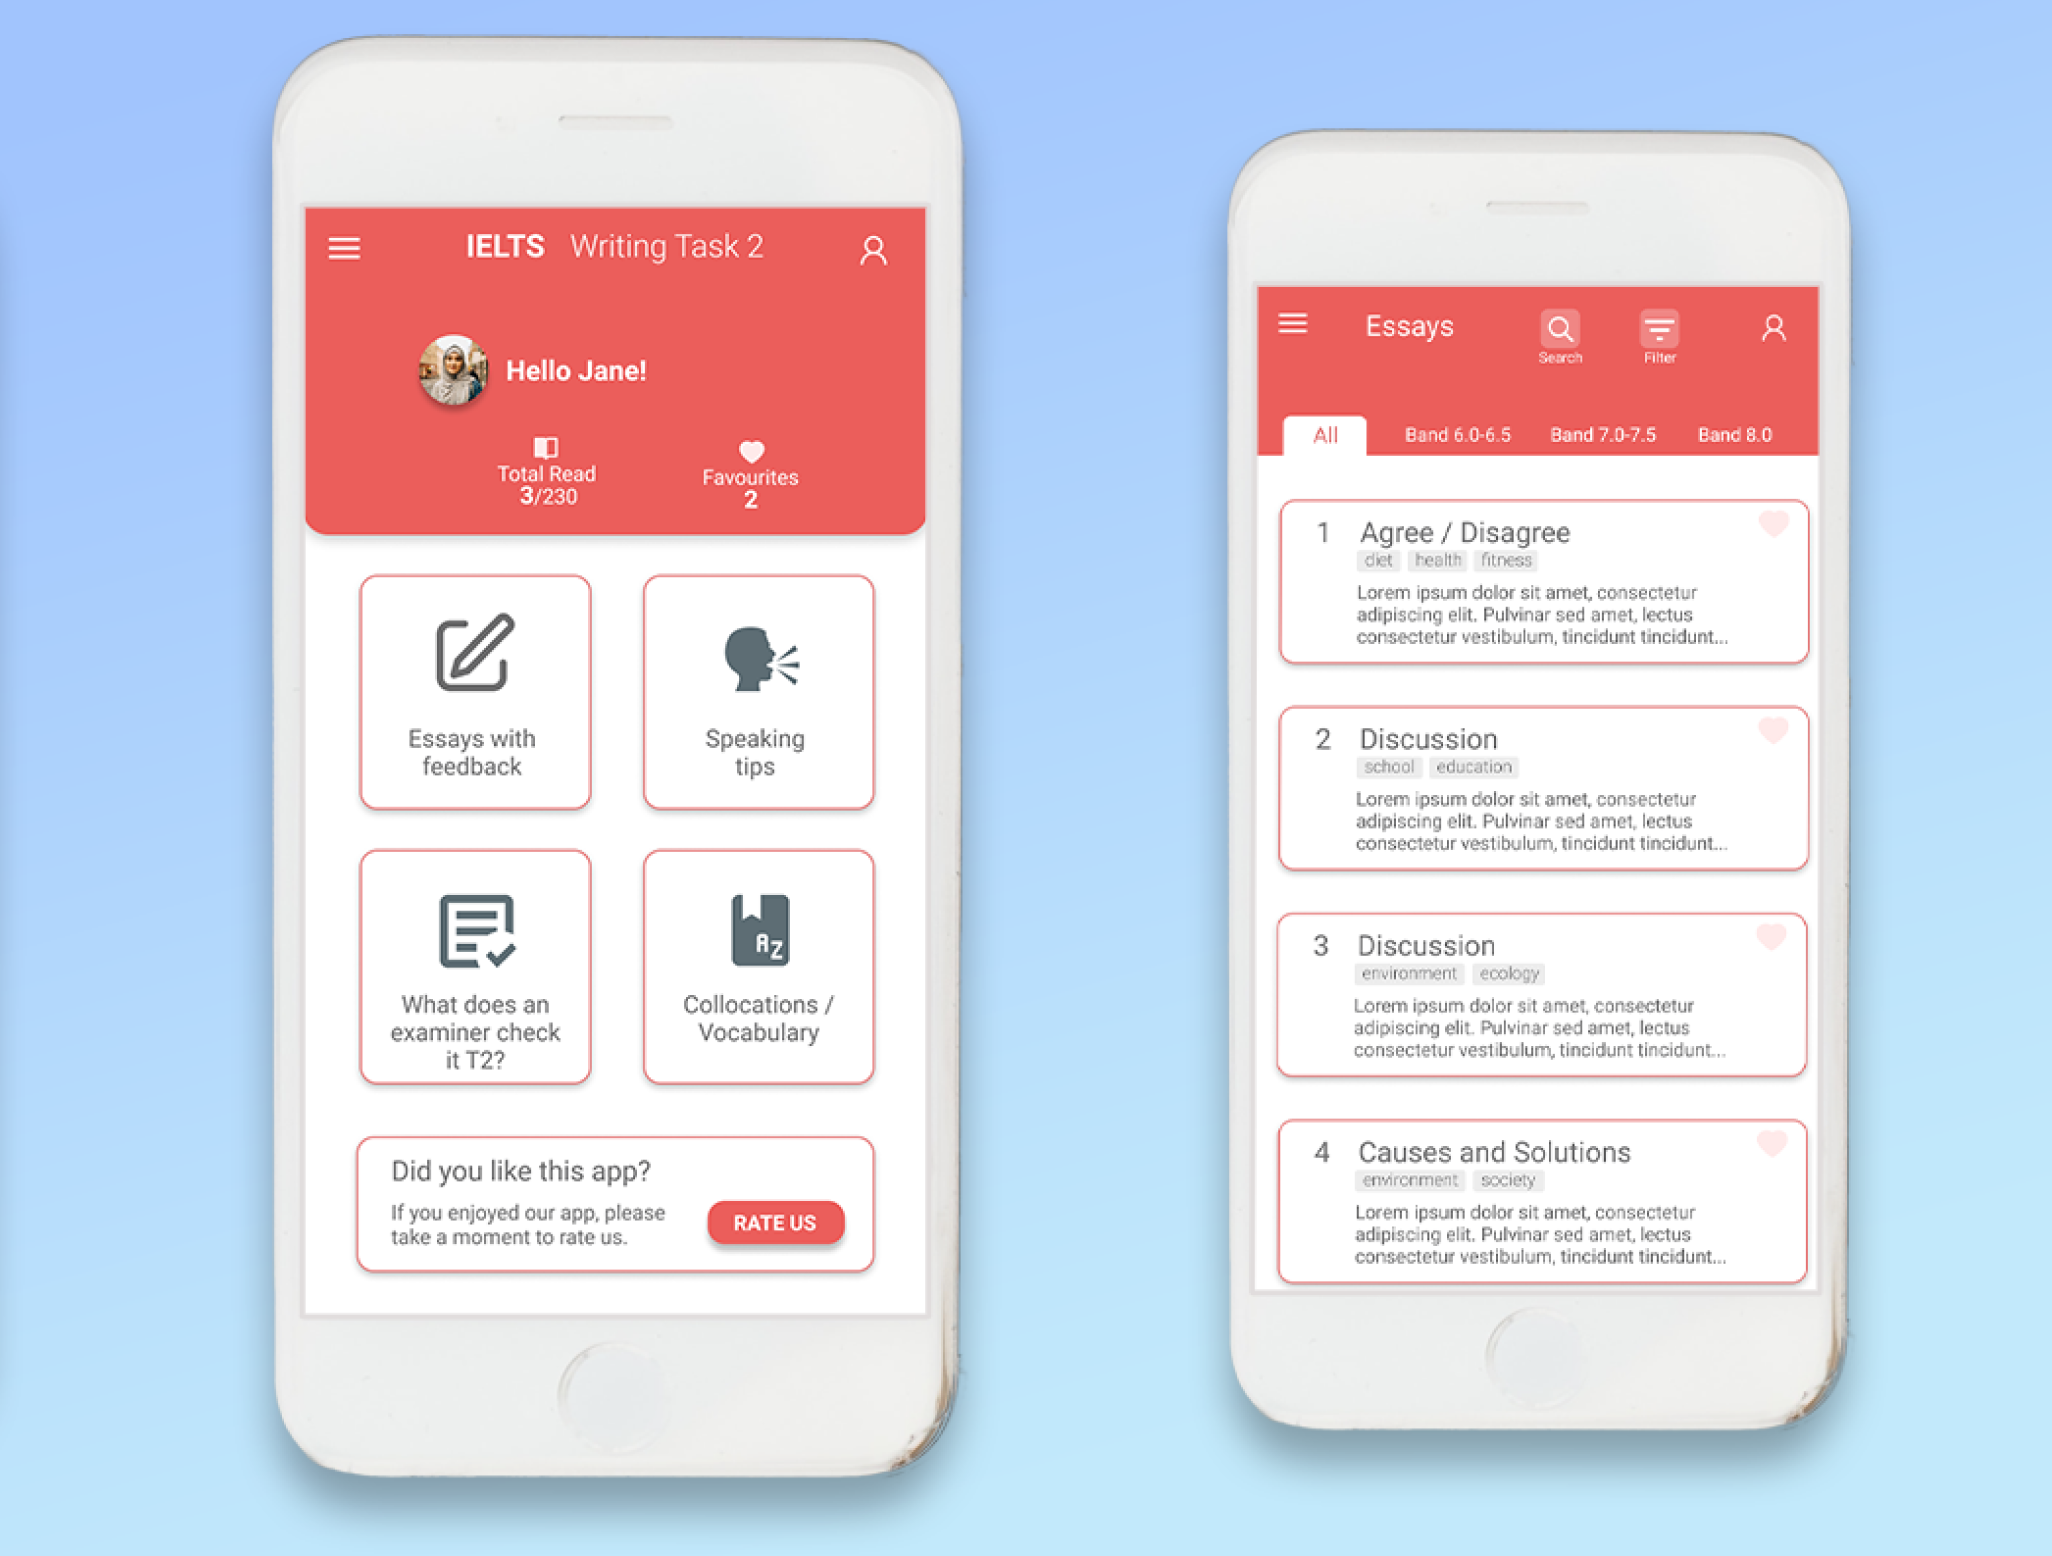 IELTS Writing Task 2
Hello Jane!
Total Read
3/230
Favourites
2
Essays with
feedback
Speaking
tips
What does an
examiner check
it T2?
AZ
Collocations /
Vocabulary
Did you like this app?
If you enjoyed our app, please
take a moment to rate us.
RATE US
Essays
Search
Filter
All
Band 6.0-6.5
Band 7.0-7.5
Band 8.0
1 Agree / Disagree
diet health fitness
Lorem ipsum dolor sit amet, consectetur
adipiscing elit. Pulvinar sed amet, lectus
consectetur vestibulum, tincidunt tincidunt...
2 Discussion
school education
Lorem ipsum dolor sit amet, consectetur
adipiscing elit. Pulvinar sed amet, lectus
consectetur vestibulum, tincidunt tincidunt...
3 Discussion
environment ecology
Lorem ipsum dolor sit amet, consectetur
adipiscing elit. Pulvinar sed amet, lectus
consectetur vestibulum, tincidunt tincidunt...
4 Causes and Solutions
environment society
Lorem ipsum dolor sit amet, consectetur
adipiscing elit. Pulvinar sed amet, lectus
consectetur vestibulum, tincidunt tincidunt...